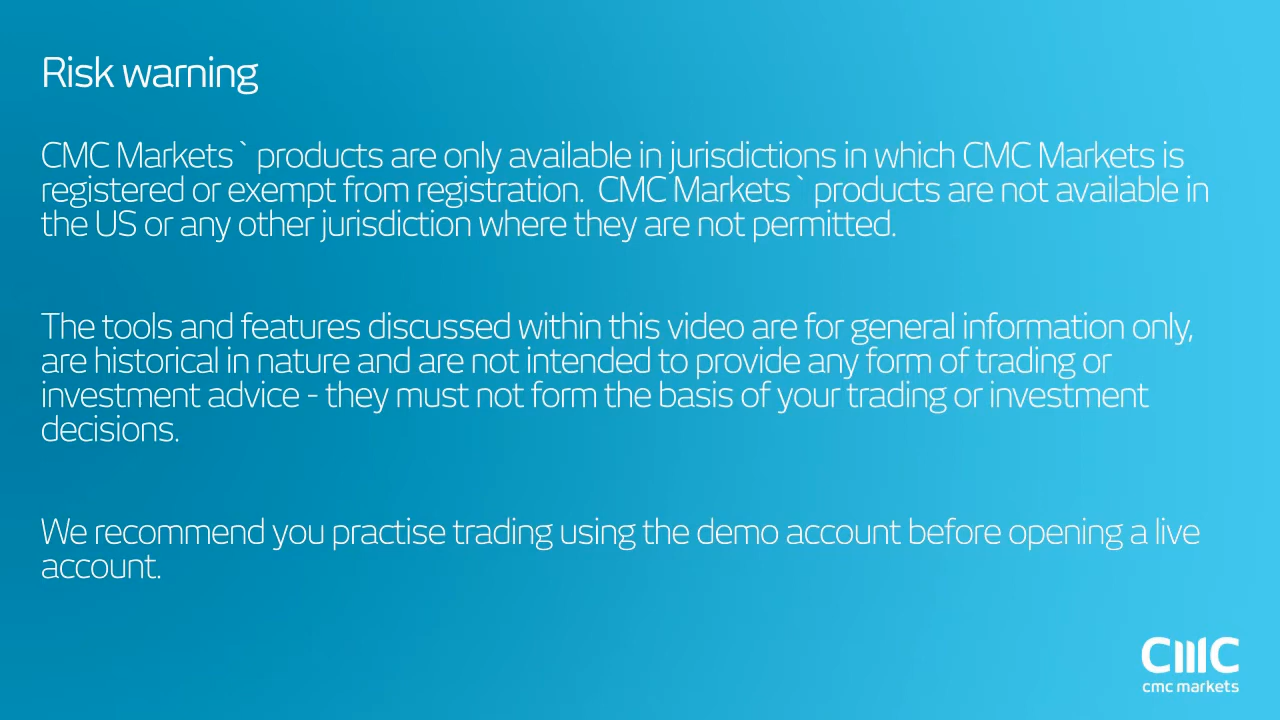 Risk warning
CMC Markets` products are only available in jurisdictions in which CMC Markets is
registered or exempt from registration.  CMC Markets` products are not available in
the US or any other jurisdiction where they are not permitted.
The tools and features discussed within this video are for general information only,
are historical in nature and are not intended to provide any form of trading or
investment advice - they must not form the basis of your trading or investment
decisions.
We recommend you practise trading using the demo account before opening a live
account.
CMC
cmc markets